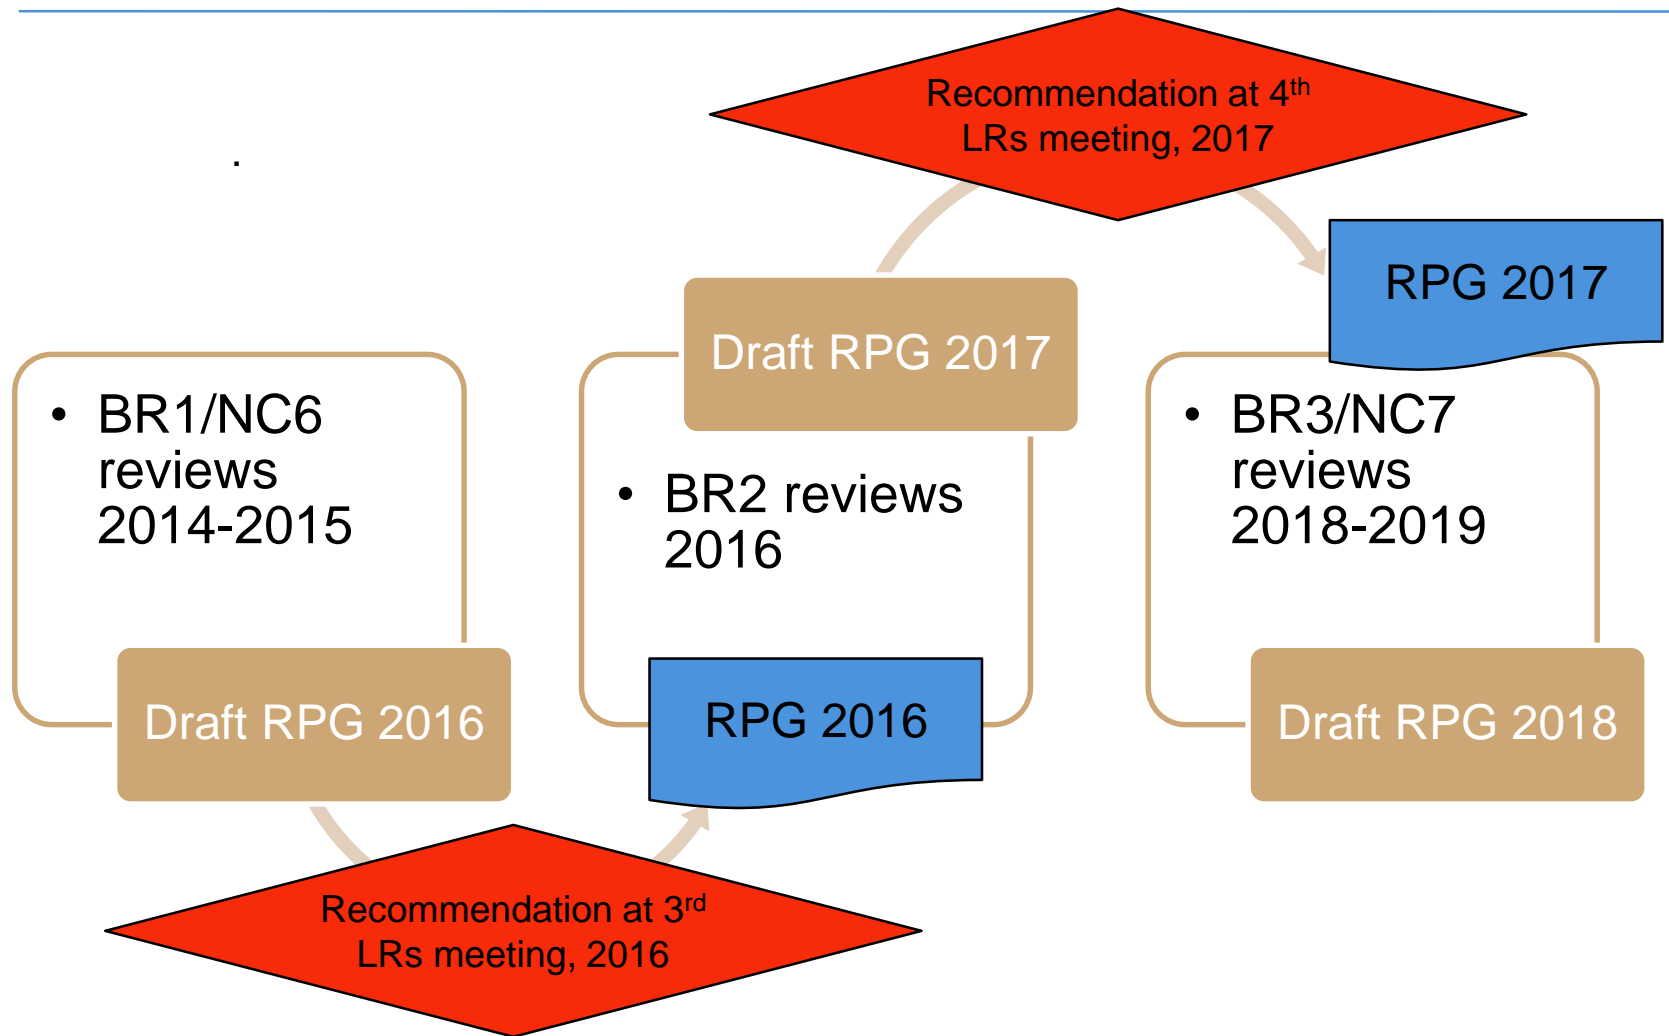 Recommendation at 4th
LRs meeting, 2017
.
RPG 2017
Draft RPG 2017
• BR1/NC6
reviews
2014-2015
• BR2 reviews
2016
• BR3/NC7
reviews
2018-2019
Draft RPG 2016
RPG 2016
Draft RPG 2018
Recommendation at 3rd
LRs meeting, 2016